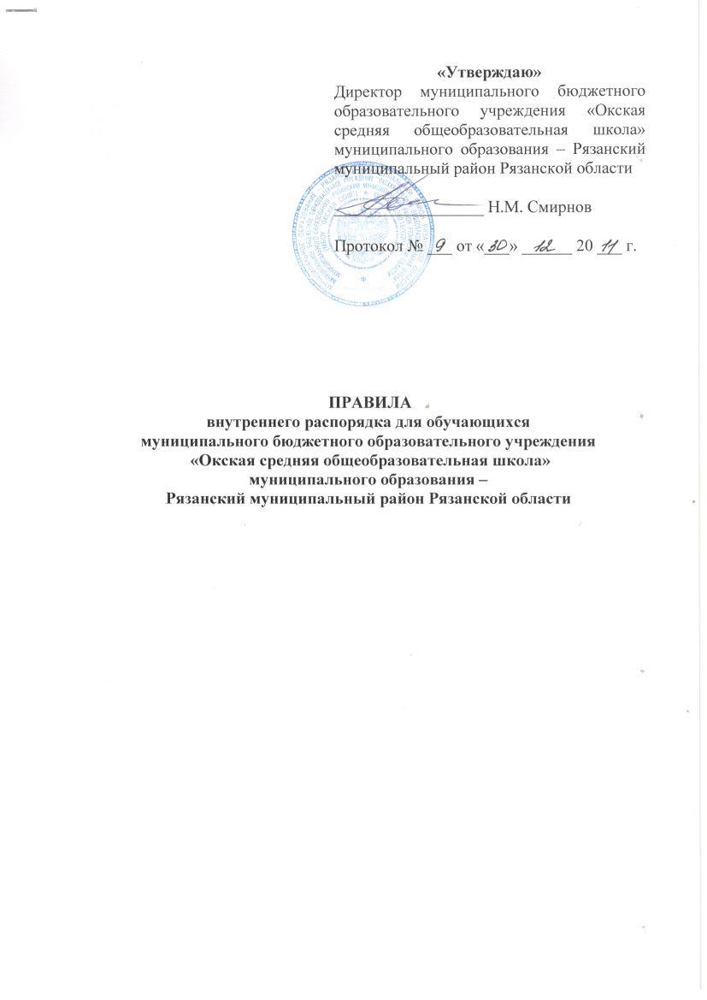 «Утверждаю»
Директор муниципального бюджетного
образовательного учреждения «Окская
средняя общеобразовательная школа»
муниципального образования – Рязанский
муниципальный район Рязанской области
Н.М. Смирнов
Протокол № 9 от «30» 12 20 11 г.
ПРАВИЛА
внутреннего распорядка для обучающихся
муниципального бюджетного образовательного учреждения
«Окская средняя общеобразовательная школа»
муниципального образования –
Рязанский муниципальный район Рязанской области